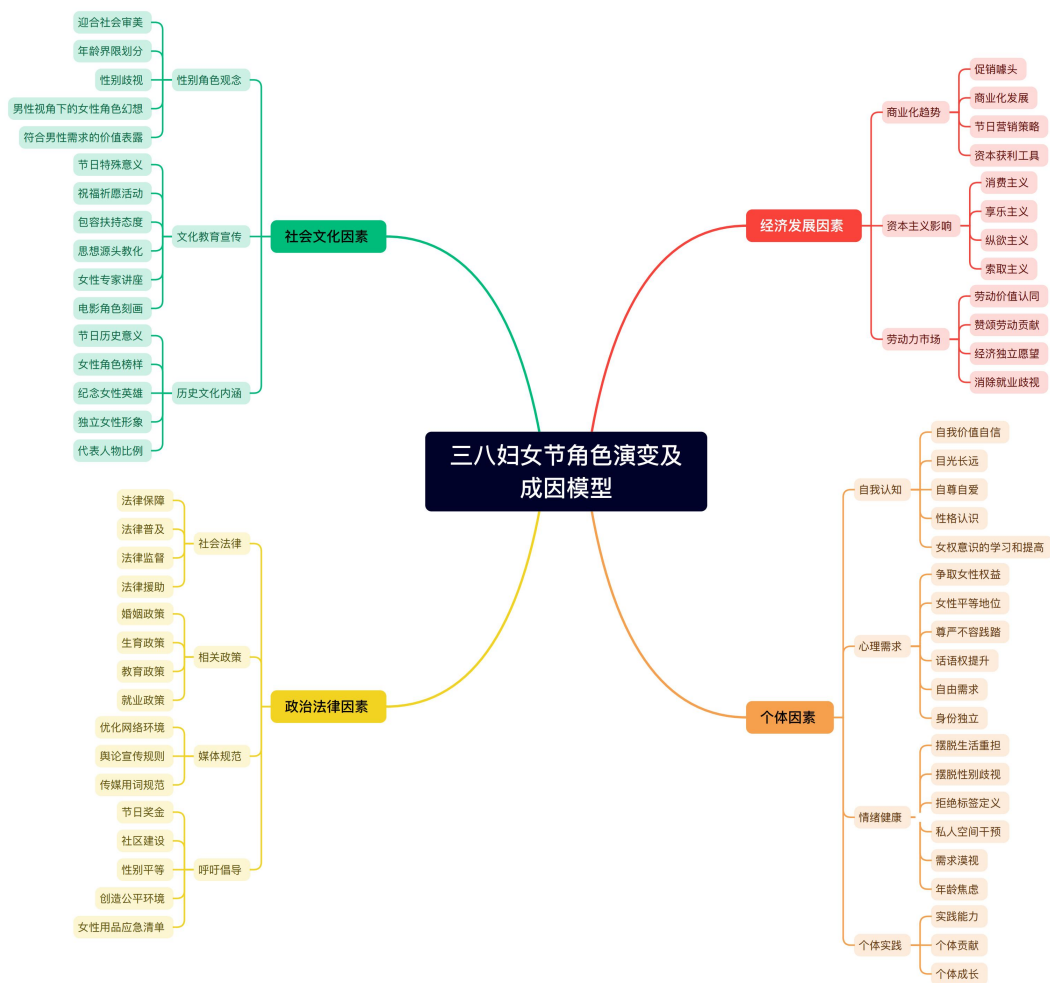 三八妇女节角色演变及
成因模型
社会文化因素
性别角色观念
迎合社会审美
年龄界限划分
性别歧视
男性视角下的女性角色幻想
符合男性需求的价值表露
文化教育宣传
节日特殊意义
祝福祈愿活动
包容扶持态度
思想源头教化
女性专家讲座
电影角色刻画
历史文化内涵
节日历史意义
女性角色榜样
纪念女性英雄
独立女性形象
代表人物比例
政治法律因素
社会法律
法律保障
法律普及
法律监督
法律援助
相关政策
婚姻政策
生育政策
教育政策
就业政策
媒体规范
优化网络环境
舆论宣传规则
传媒用词规范
呼吁倡导
节日奖金
社区建设
性别平等
创造公平环境
女性用品应急清单
经济发展因素
商业化趋势
促销噱头
商业化发展
节日营销策略
资本获利工具
资本主义影响
消费主义
享乐主义
纵欲主义
索取主义
劳动力市场
劳动价值认同
赞颂劳动贡献
经济独立愿望
消除就业歧视
个体因素
自我认知
自我价值自信
目光长远
自尊自爱
性格认识
女权意识的学习和提高
心理需求
争取女性权益
女性平等地位
尊严不容践踏
话语权提升
自由需求
身份独立
情绪健康
摆脱生活重担
摆脱性别歧视
拒绝标签定义
私人空间干预
需求漠视
年龄焦虑
个体实践
实践能力
个体贡献
个体成长